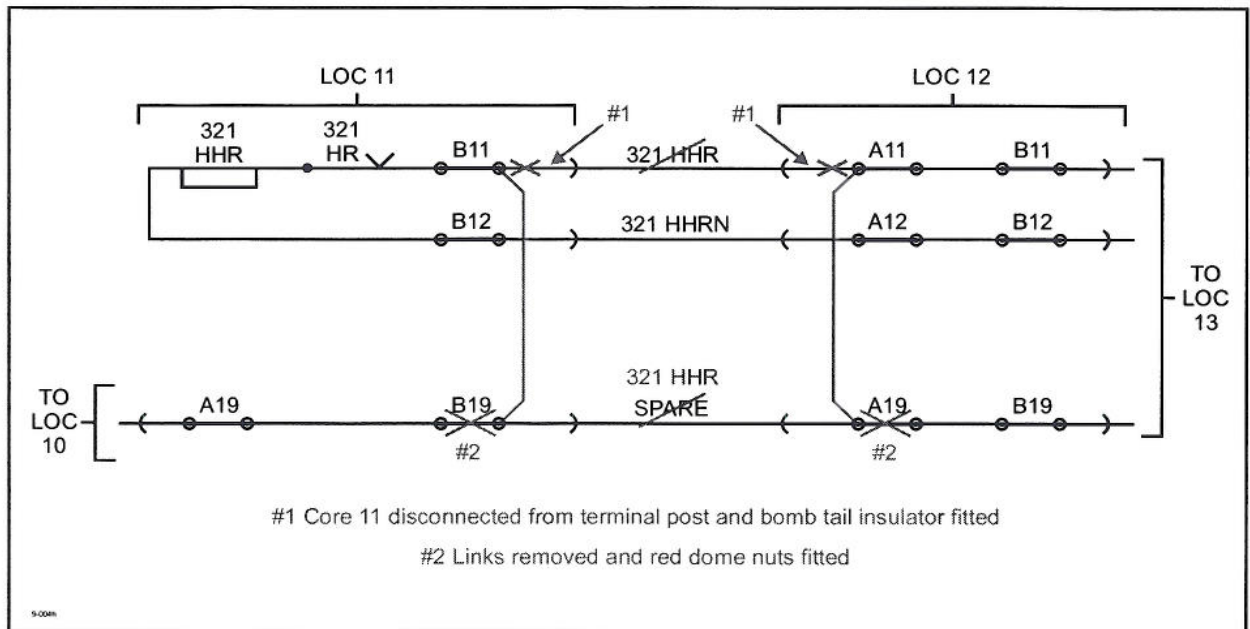 LOC 11
LOC 12
#1
#1
321
HHR
321
HR
B11
321 HHR
A11
B11
B12
321 HHRN
A12
B12
TO
LOC
13
321 HHR
SPARE
TO
LOC
10
A19
B19
A19
B19
#2
#2
#1 Core 11 disconnected from terminal post and bomb tail insulator fitted
#2 Links removed and red dome nuts fitted